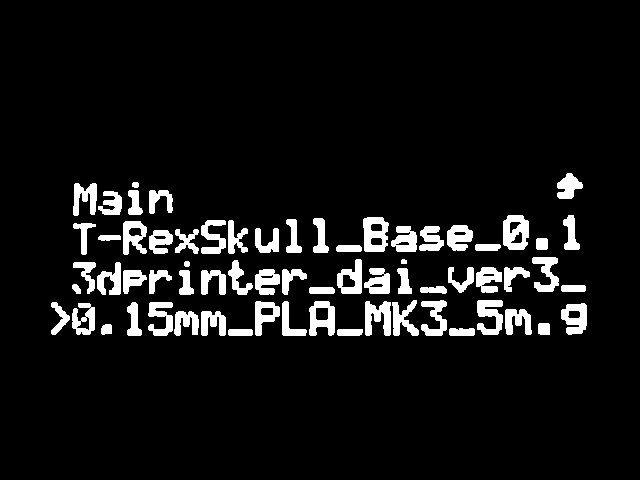 Main
T-RexSkull_Base_0.1
3dprinter_dai_ver3_
>0.15mm_PLA_MK3_5m.g